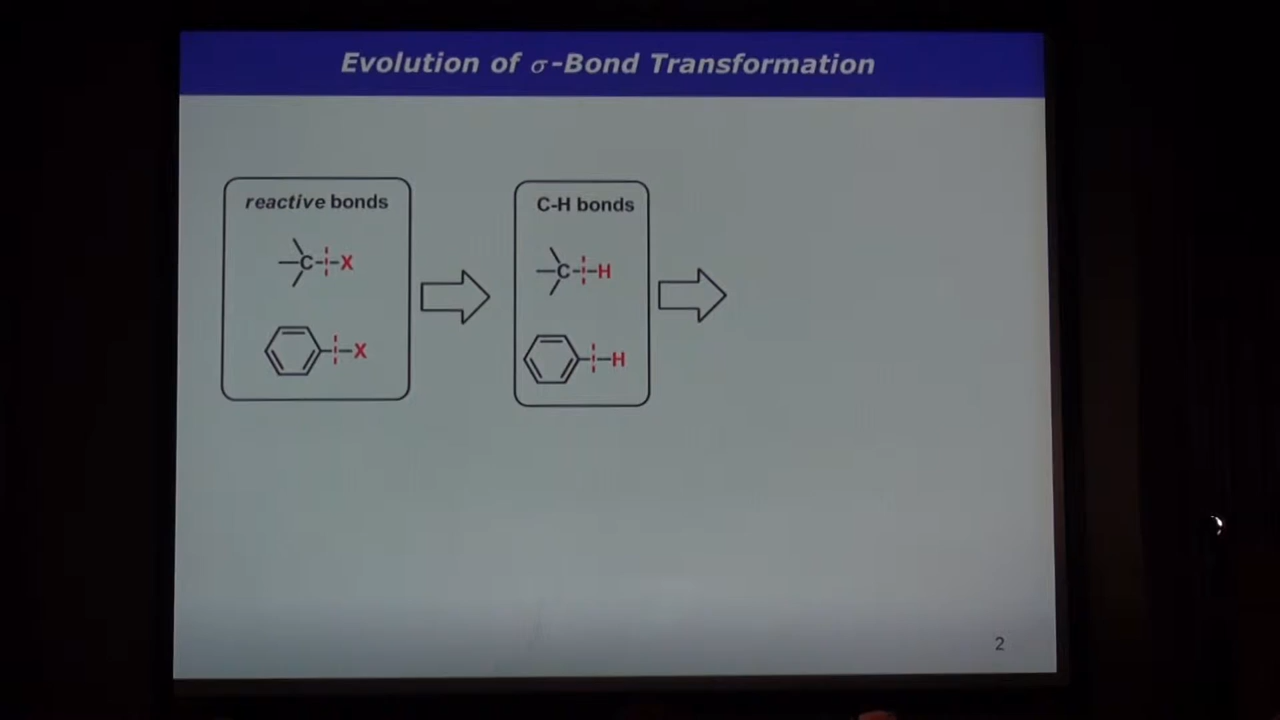 Evolution of σ-Bond Transformation
reactive bonds
C X
X
C-H bonds
C H
H
2